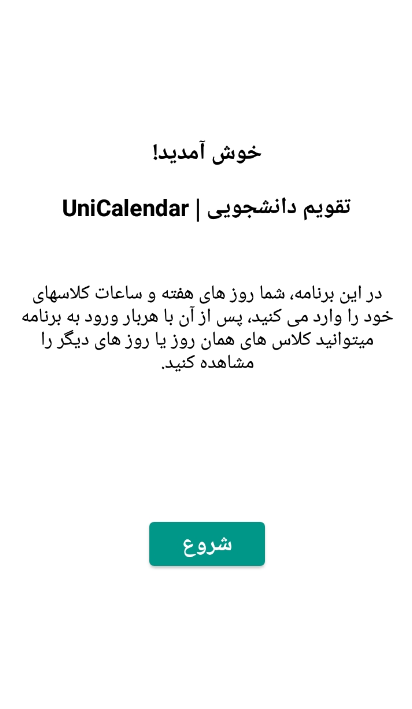 خوش آمدید!
تقویم دانشجویی | UniCalendar
در این برنامه، شما روز های هفته و ساعات کلاسهای
خود را وارد می کنید، پس از آن با هربار ورود به برنامه
میتوانید کلاس های همان روز یا روز های دیگر را
مشاهده کنید.
شروع